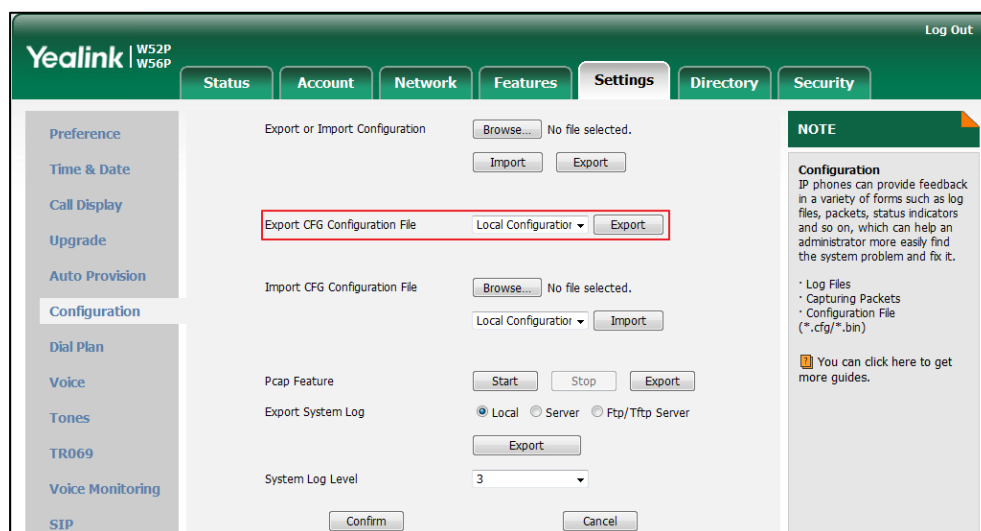 Log Out
Yealink | W52P
W56P
Status Account Network Features Settings Directory Security
Preference
Time & Date
Call Display
Upgrade
Auto Provision
Configuration
Dial Plan
Voice
Tones
TR069
Voice Monitoring
SIP
Export or Import Configuration Browse... No file selected.
Import Export
Export CFG Configuration File Local Configuration Export
Import CFG Configuration File Browse... No file selected.
Local Configuration Import
Pcap Feature Start Stop Export
Export System Log Local Server Ftp/Tftp Server
Export
System Log Level 3
Confirm Cancel
NOTE
Configuration
IP phones can provide feedback
in a variety of forms such as log
files, packets, status indicators
and so on, which can help an
administrator more easily find
the system problem and fix it.
· Log Files
· Capturing Packets
· Configuration File
(*.cfg/*.bin)
You can click here to get
more guides.